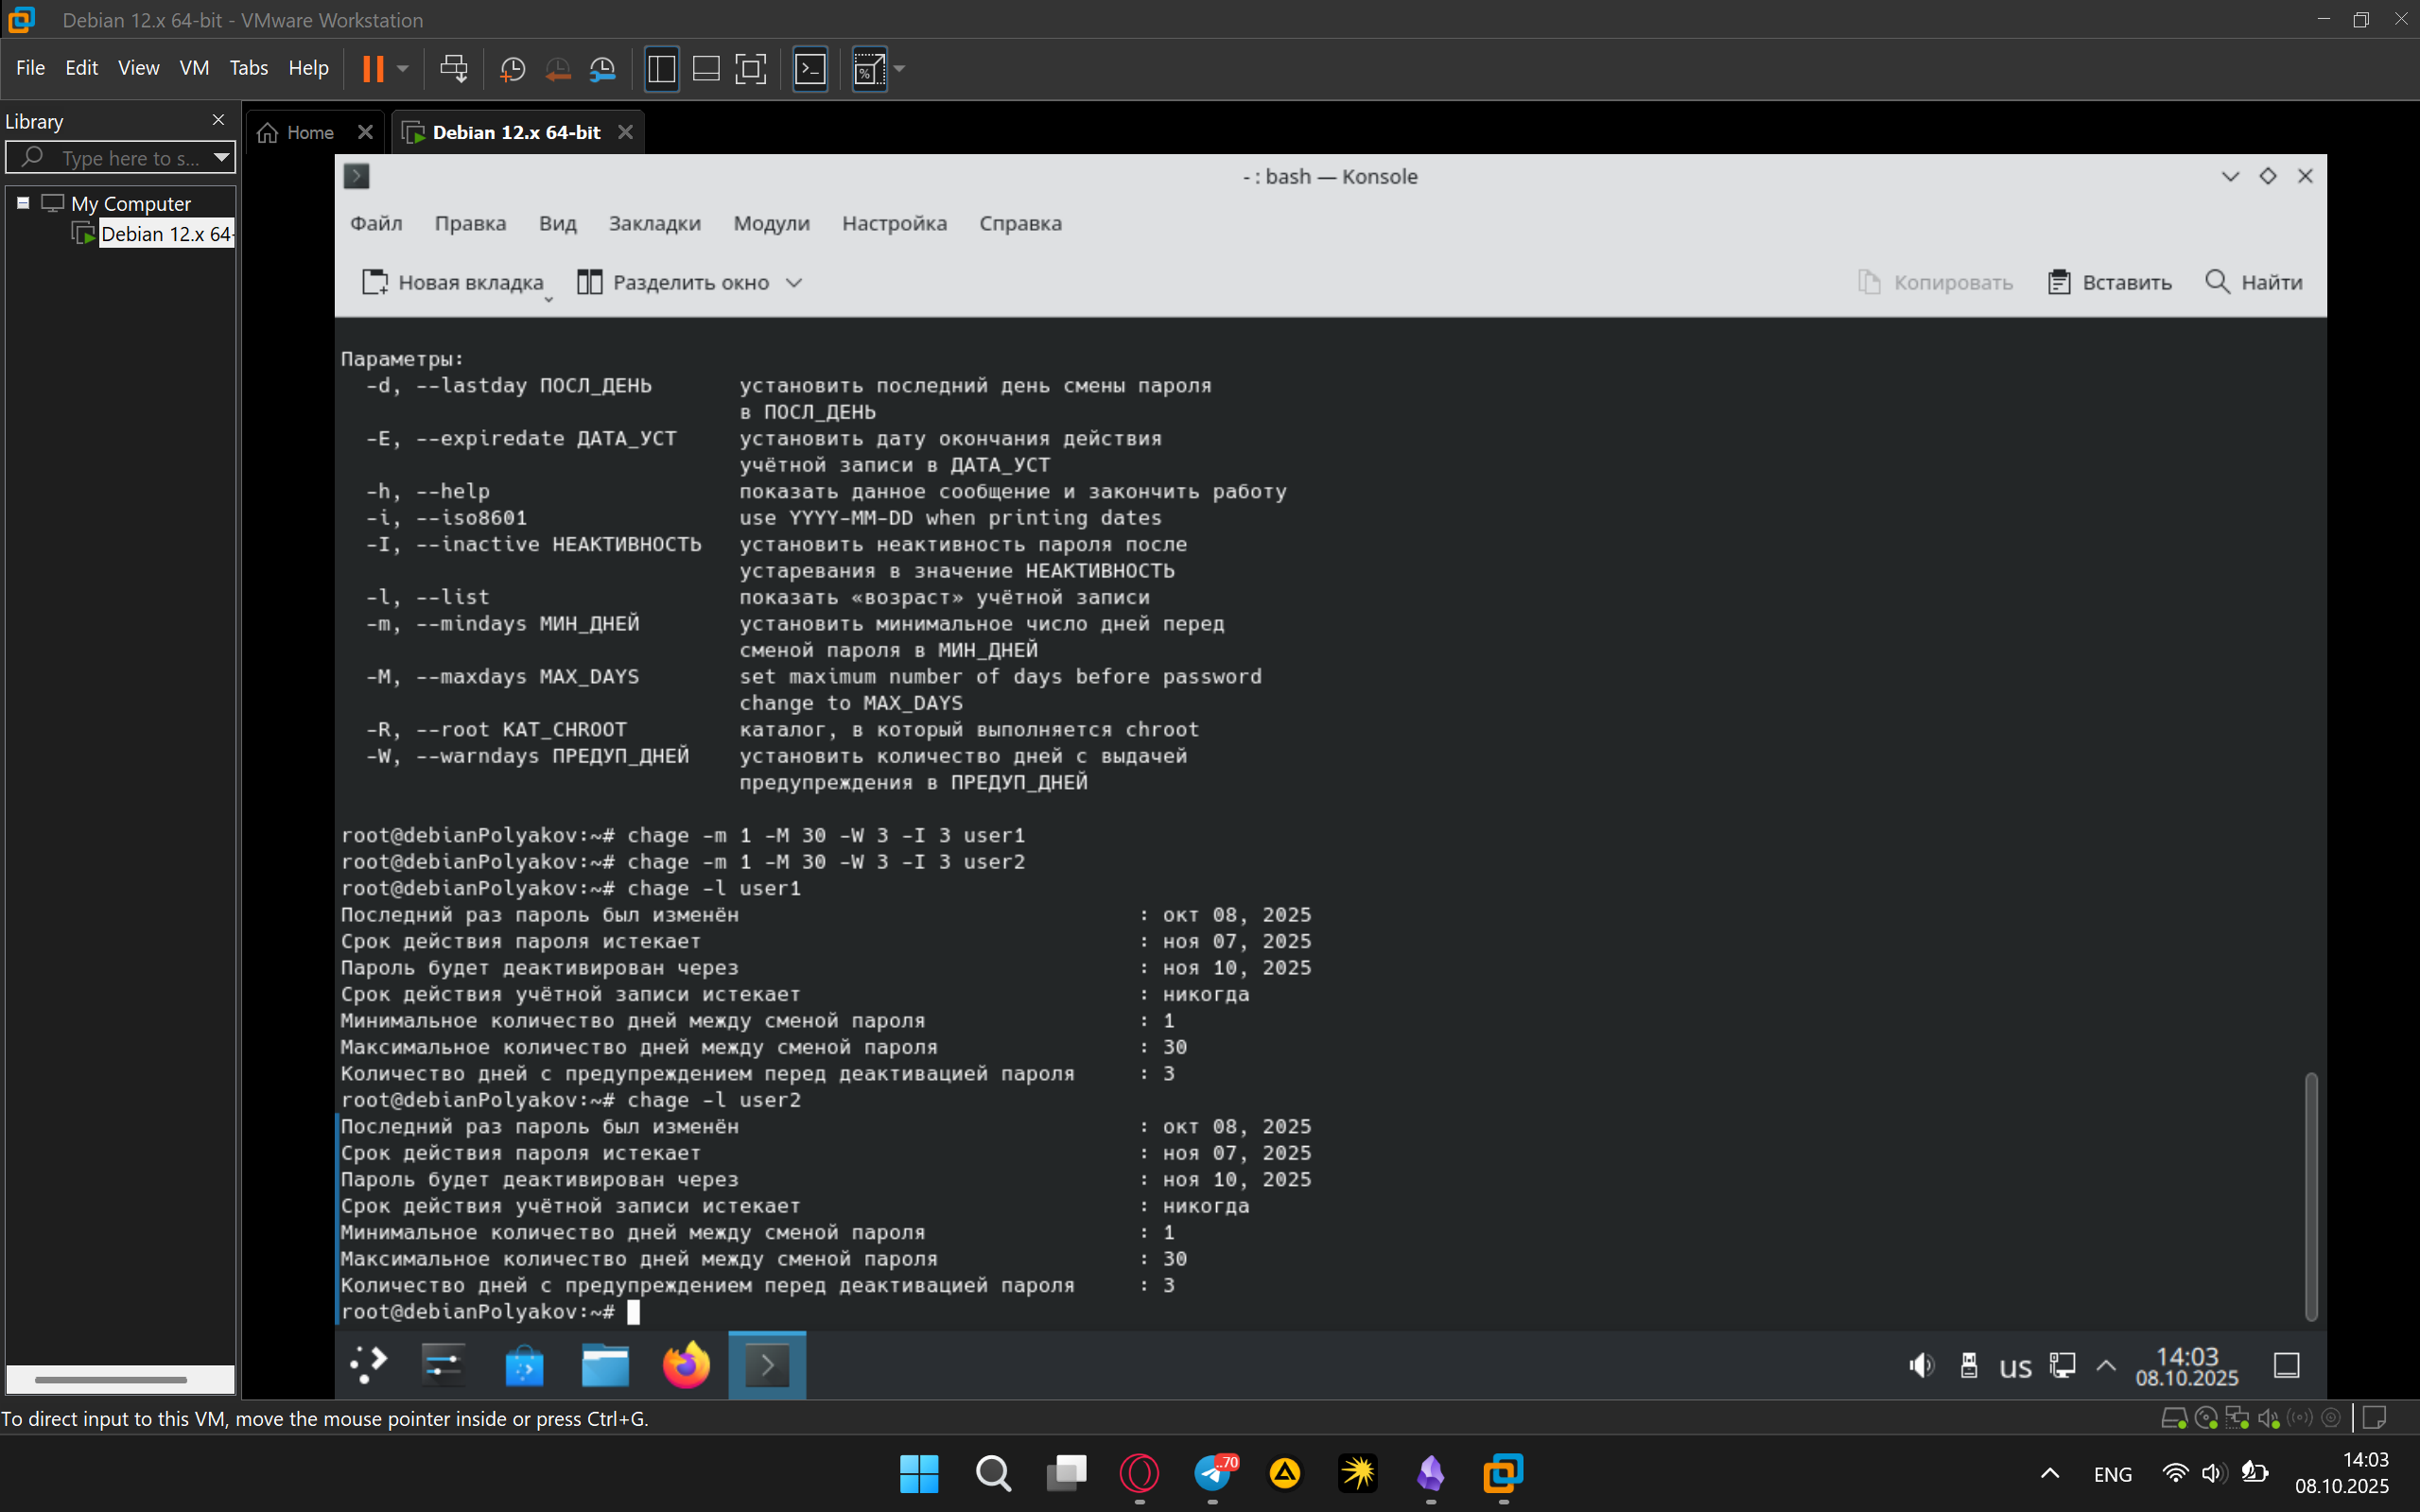 Debian 12.x 64-bit - VMware Workstation
File Edit View VM Tabs Help
Library
Type here to s...
My Computer
Debian 12.x 64-
Home
Debian 12.x 64-bit
- : bash — Konsole
Файл Правка Вид Закладки Модули Настройка Справка
Новая вкладка Разделить окно Копировать Вставить Найти
Параметры:
-d, --lastday ПОСЛ_ДЕНЬ установить последний день смены пароля
в ПОСЛ_ДЕНЬ
-E, --expiredate ДАТА_УСТ установить дату окончания действия
учётной записи в ДАТА_УСТ
-h, --help показать данное сообщение и закончить работу
-i, --iso8601 use YYYY-MM-DD when printing dates
-I, --inactive НЕАКТИВНОСТЬ установить неактивность пароля после
устаревания в значение НЕАКТИВНОСТЬ
-l, --list показать «возраст» учётной записи
-m, --mindays МИН_ДНЕЙ установить минимальное число дней перед
сменой пароля в МИН_ДНЕЙ
-M, --maxdays MAX_DAYS set maximum number of days before password
change to MAX_DAYS
-R, --root КАТ_CHROOT каталог, в который выполняется chroot
-W, --warndays ПРЕДУП_ДНЕЙ установить количество дней с выдачей
предупреждения в ПРЕДУП_ДНЕЙ
root@debianPolyakov:~# chage -m 1 -M 30 -W 3 -I 3 user1
root@debianPolyakov:~# chage -m 1 -M 30 -W 3 -I 3 user2
root@debianPolyakov:~# chage -l user1
Последний раз пароль был изменён : окт 08, 2025
Срок действия пароля истекает : ноя 07, 2025
Пароль будет деактивирован через : ноя 10, 2025
Срок действия учётной записи истекает : никогда
Минимальное количество дней между сменой пароля : 1
Максимальное количество дней между сменой пароля : 30
Количество дней с предупреждением перед деактивацией пароля : 3
root@debianPolyakov:~# chage -l user2
Последний раз пароль был изменён : окт 08, 2025
Срок действия пароля истекает : ноя 07, 2025
Пароль будет деактивирован через : ноя 10, 2025
Срок действия учётной записи истекает : никогда
Минимальное количество дней между сменой пароля : 1
Максимальное количество дней между сменой пароля : 30
Количество дней с предупреждением перед деактивацией пароля : 3
root@debianPolyakov:~#
us
14:03
08.10.2025
To direct input to this VM, move the mouse pointer inside or press Ctrl+G.
..70
ENG
14:03
08.10.2025